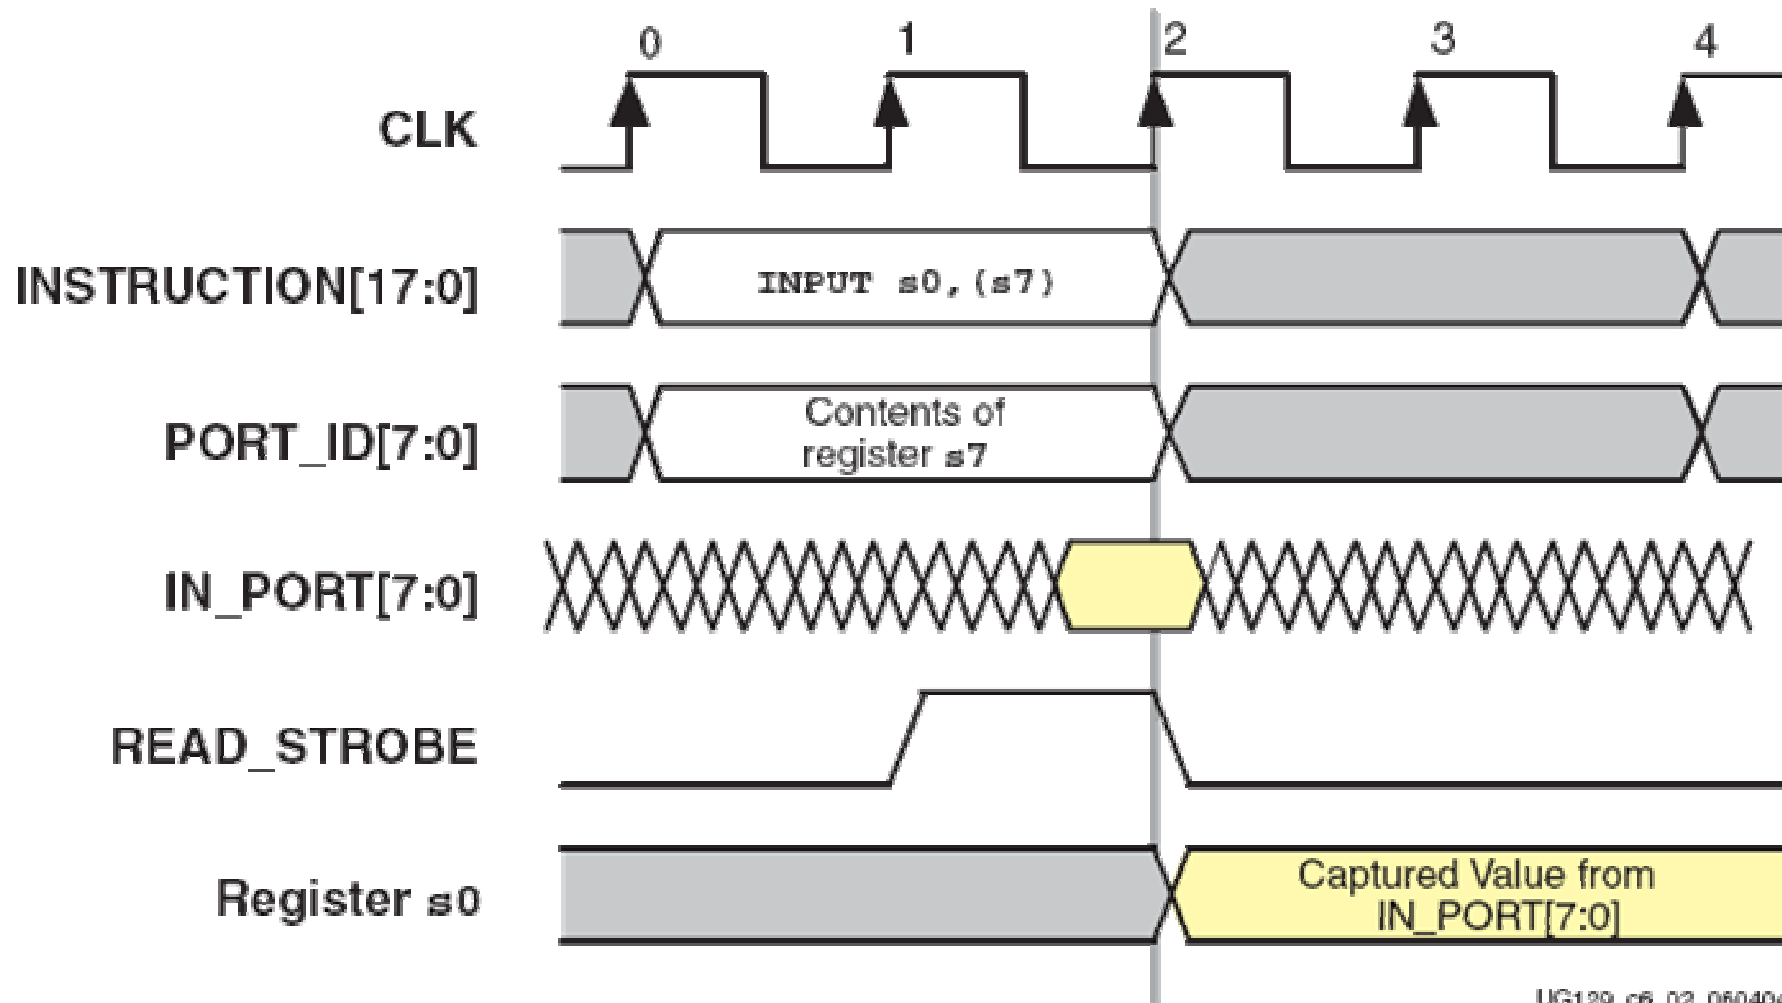 0 1 2 3 4
CLK
INSTRUCTION[17:0]
INPUT s0,(s7)
PORT_ID[7:0]
Contents of
register s7
IN_PORT[7:0]
READ_STROBE
Register s0
Captured Value from
IN_PORT[7:0]